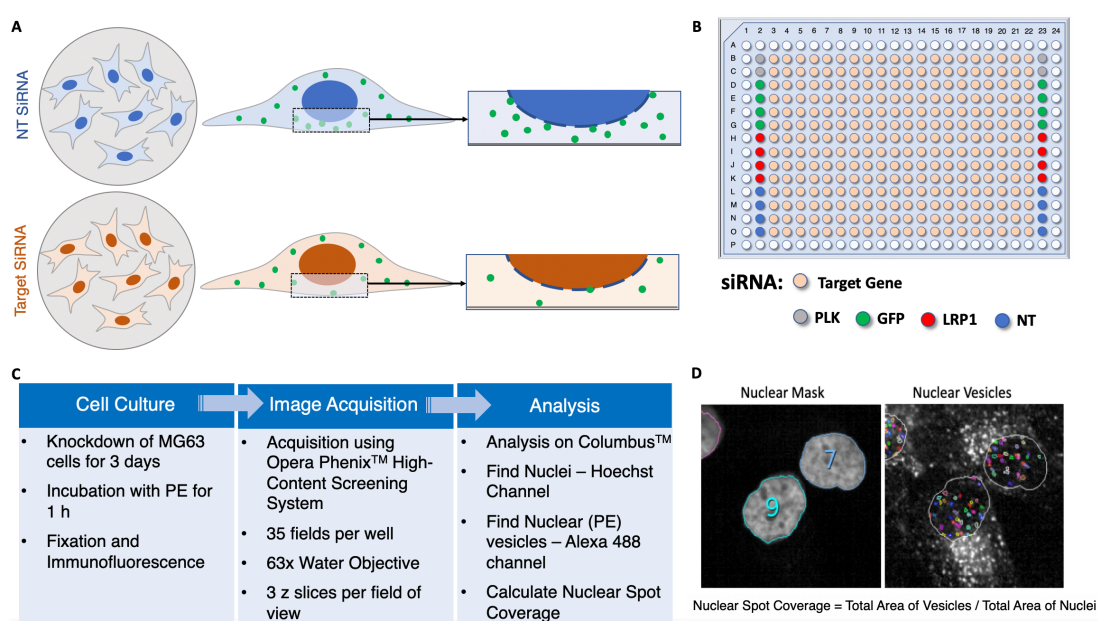 A
NT SiRNA
Target SiRNA
B
1 2 3 4 5 6 7 8 9 10 11 12 13 14 15 16 17 18 19 20 21 22 23 24
A
B
C
D
E
F
G
H
I
J
K
L
M
N
O
P
siRNA: Target Gene
PLK GFP LRP1 NT
C
Cell Culture
• Knockdown of MG63
cells for 3 days
• Incubation with PE for
1 h
• Fixation and
Immunofluorescence
Image Acquisition
• Acquisition using
Opera Phenix™ High-
Content Screening
System
• 35 fields per well
• 63x Water Objective
• 3 z slices per field of
view
Analysis
• Analysis on Columbus™
• Find Nuclei – Hoechst
Channel
• Find Nuclear (PE)
vesicles – Alexa 488
channel
• Calculate Nuclear Spot
Coverage
D
Nuclear Mask
7
9
Nuclear Vesicles
Nuclear Spot Coverage = Total Area of Vesicles / Total Area of Nuclei